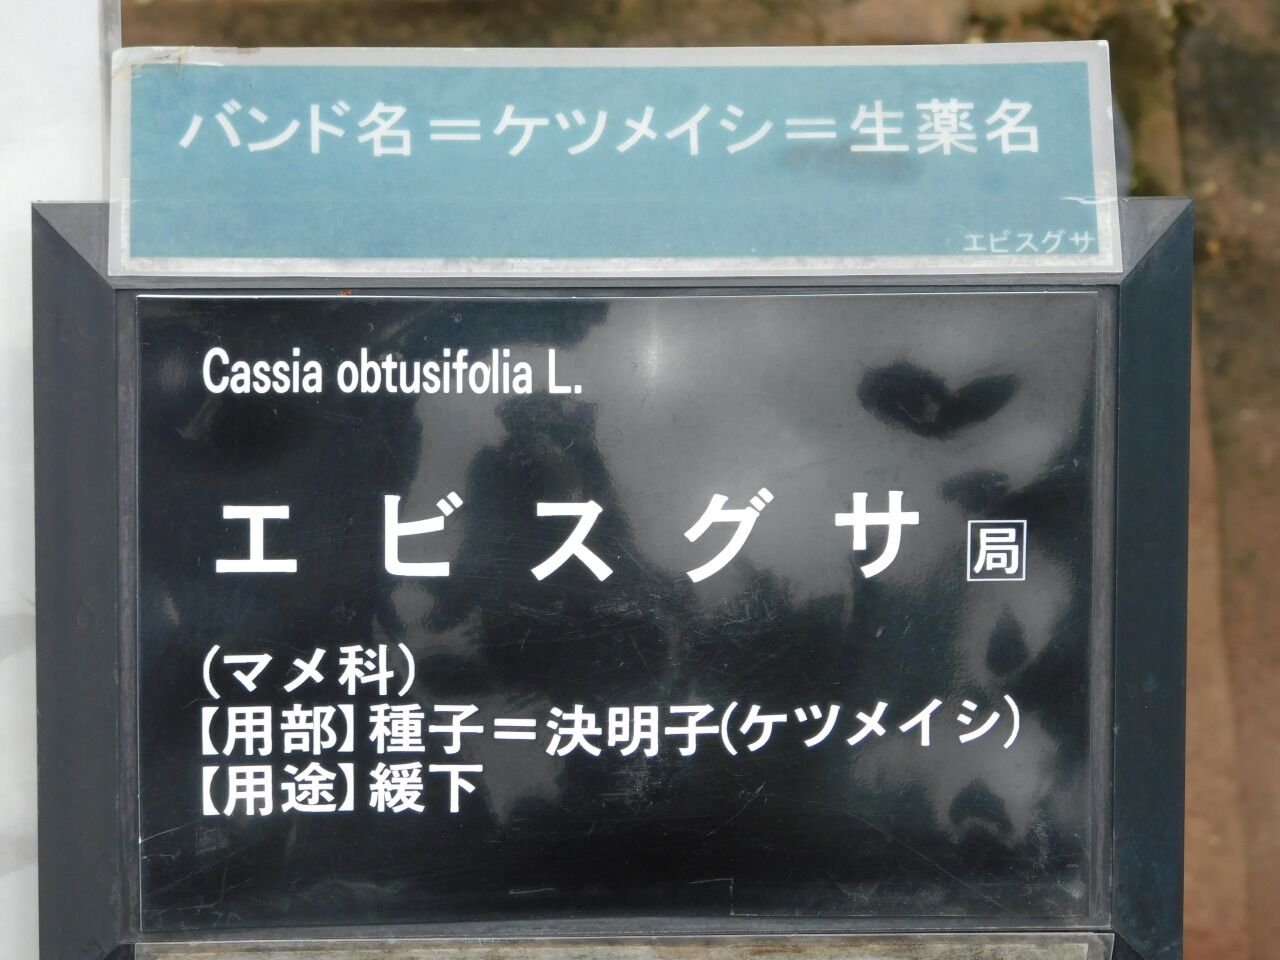 バンド名＝ケツメイシ＝生薬名
エビスグサ
Cassia obtusifolia L.
エビスグサ 局
(マメ科)
【用部】種子＝決明子(ケツメイシ)
【用途】緩下